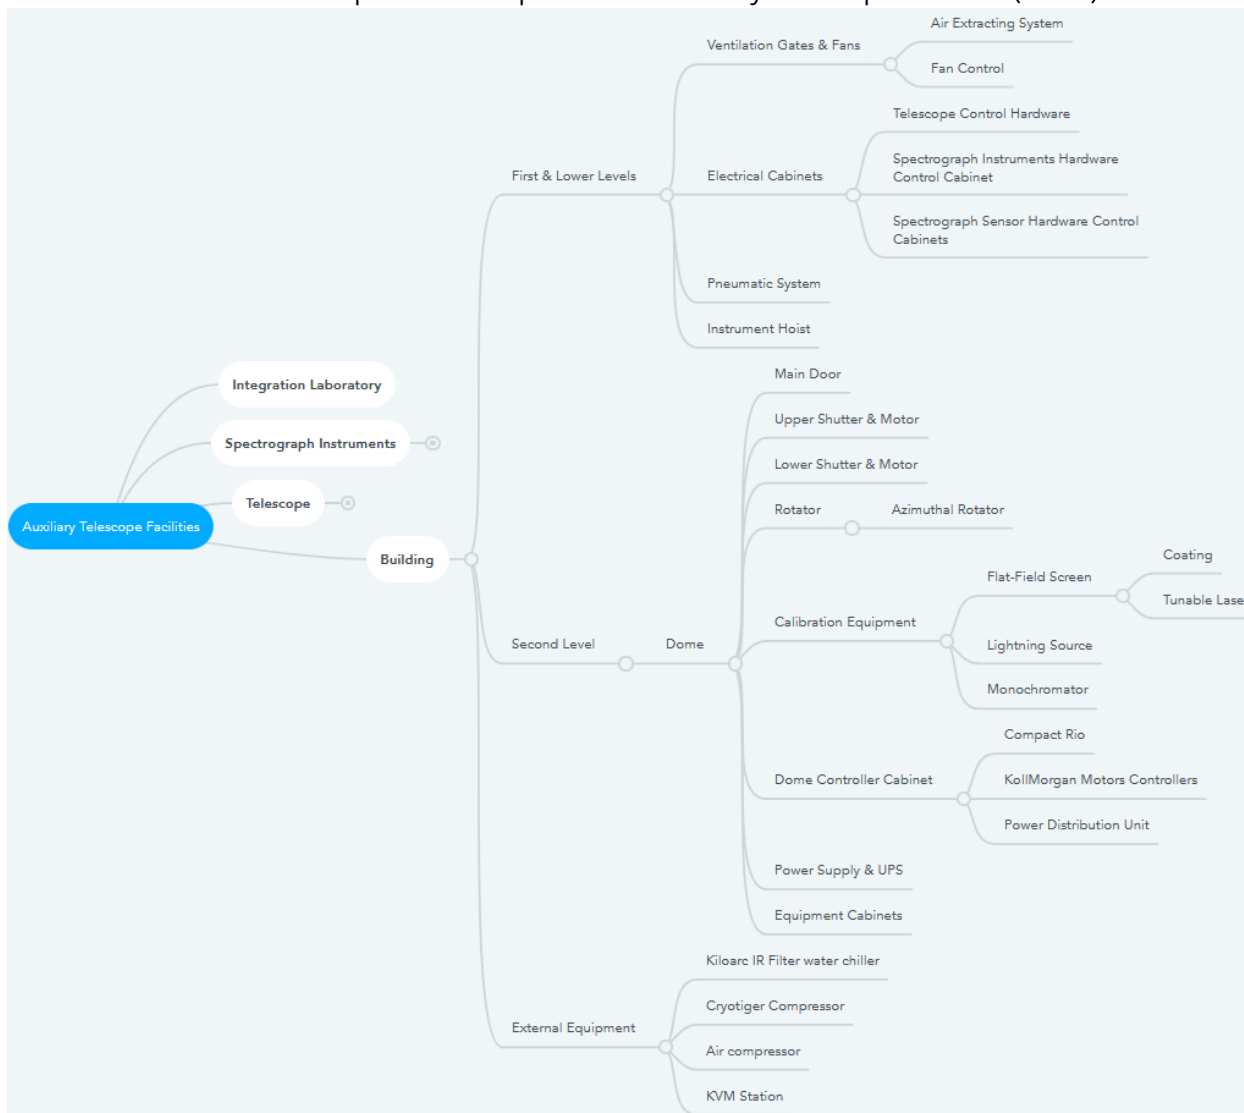 Air Extracting System
Ventilation Gates & Fans
Fan Control
Telescope Control Hardware
First & Lower Levels
Electrical Cabinets
Spectrograph Instruments Hardware
Control Cabinet
Spectrograph Sensor Hardware Control
Cabinets
Pneumatic System
Instrument Hoist
Integration Laboratory
Spectrograph Instruments
Telescope
Auxiliary Telescope Facilities
Building
Main Door
Upper Shutter & Motor
Lower Shutter & Motor
Rotator
Azimuthal Rotator
Second Level
Dome
Calibration Equipment
Flat-Field Screen
Coating
Tunable Lase
Lightning Source
Monochromator
Dome Controller Cabinet
Compact Rio
KollMorgan Motors Controllers
Power Distribution Unit
Power Supply & UPS
Equipment Cabinets
External Equipment
Kiloarc IR Filter water chiller
Cryotiger Compressor
Air compressor
KVM Station